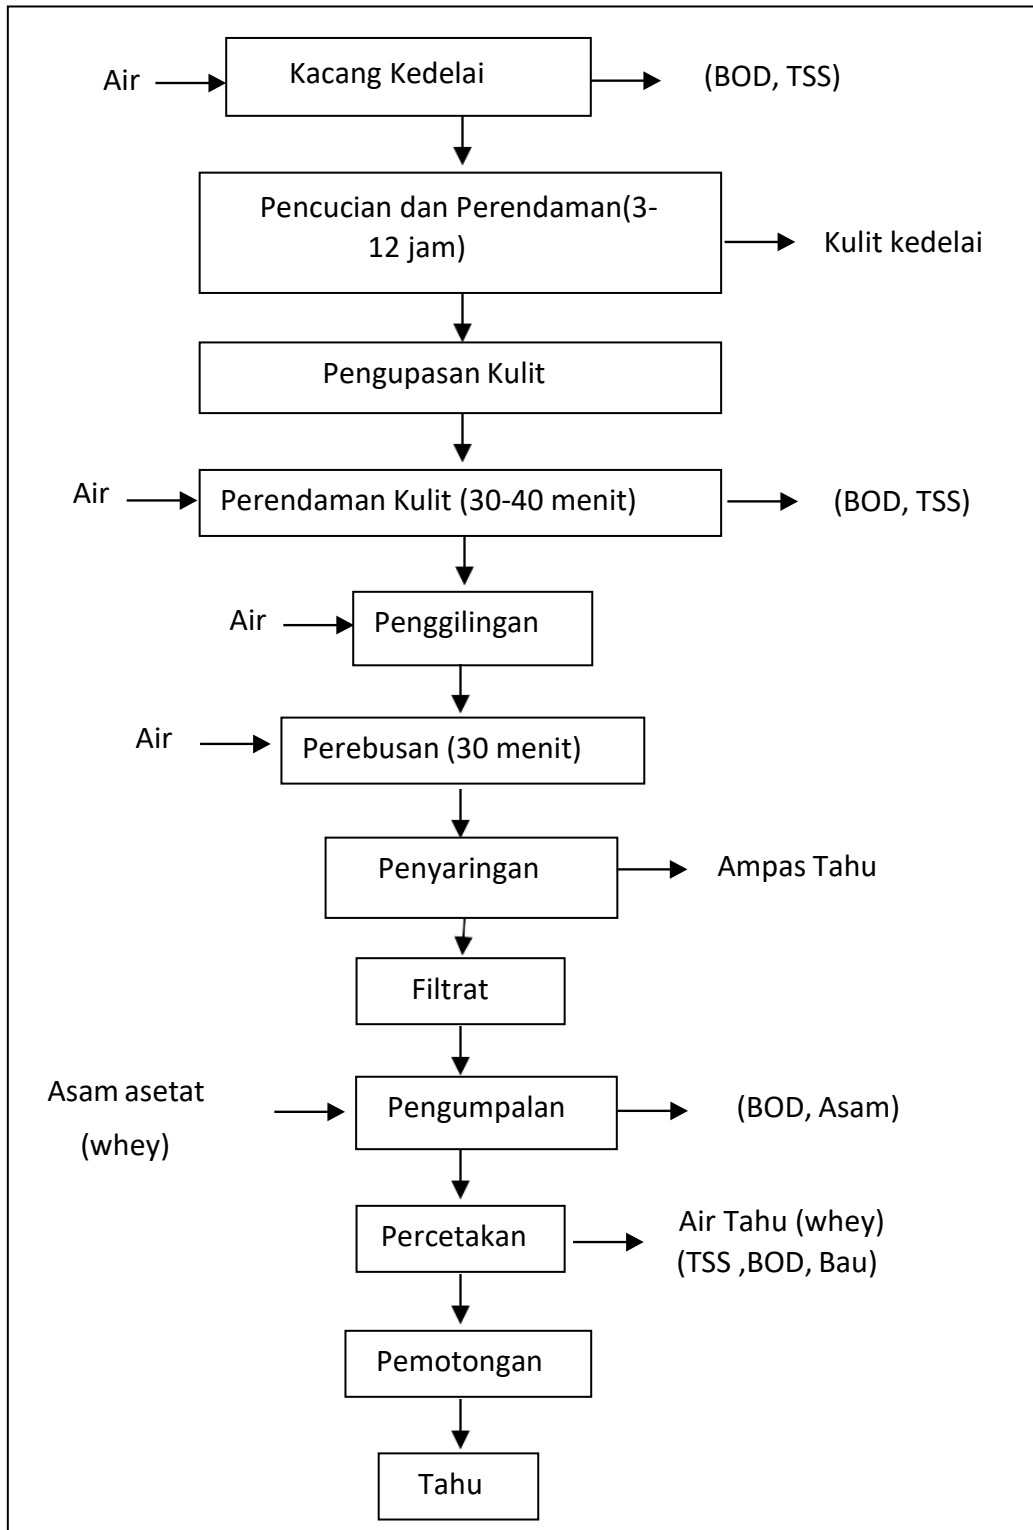 Air
Kacang Kedelai
(BOD, TSS)
Pencucian dan Perendaman(3-
12 jam)
Kulit kedelai
Pengupasan Kulit
Air
Perendaman Kulit (30-40 menit)
(BOD, TSS)
Air
Penggilingan
Air
Perebusan (30 menit)
Penyaringan
Ampas Tahu
Filtrat
Asam asetat
(whey)
Pengumpalan
(BOD, Asam)
Percetakan
Air Tahu (whey)
(TSS ,BOD, Bau)
Pemotongan
Tahu